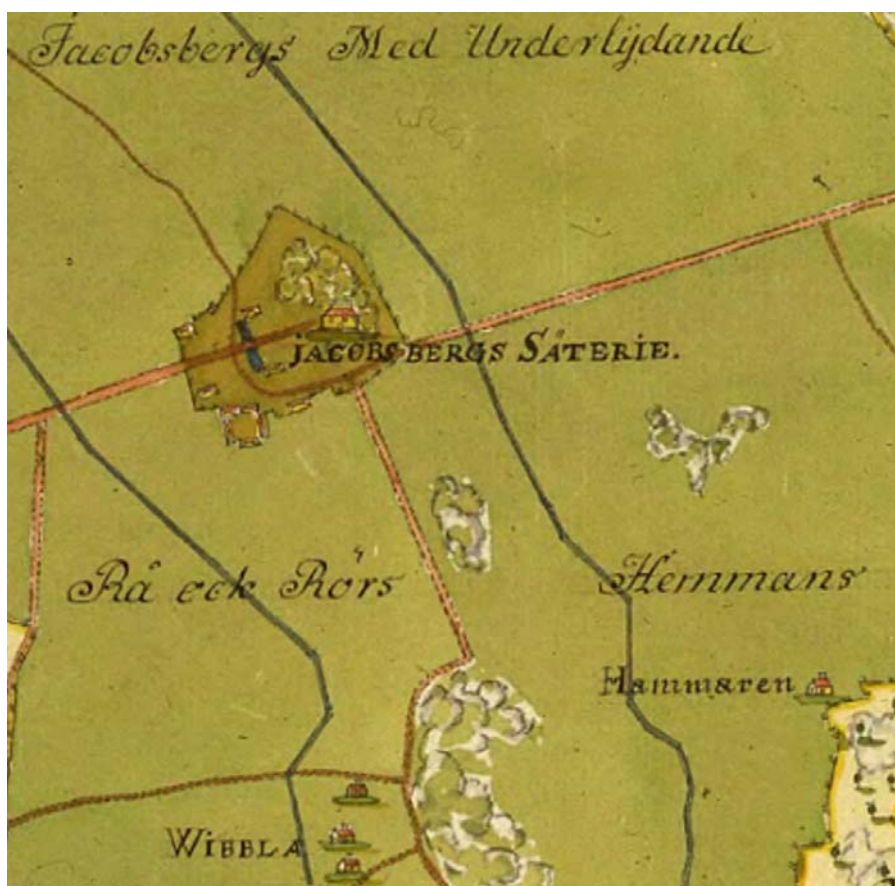 Jacobsbergs Med Underlijdande
JACOBSBERGS SÄTERIE.
Rå ock Rörs
Hemmans
Hammaren
WIBBLA